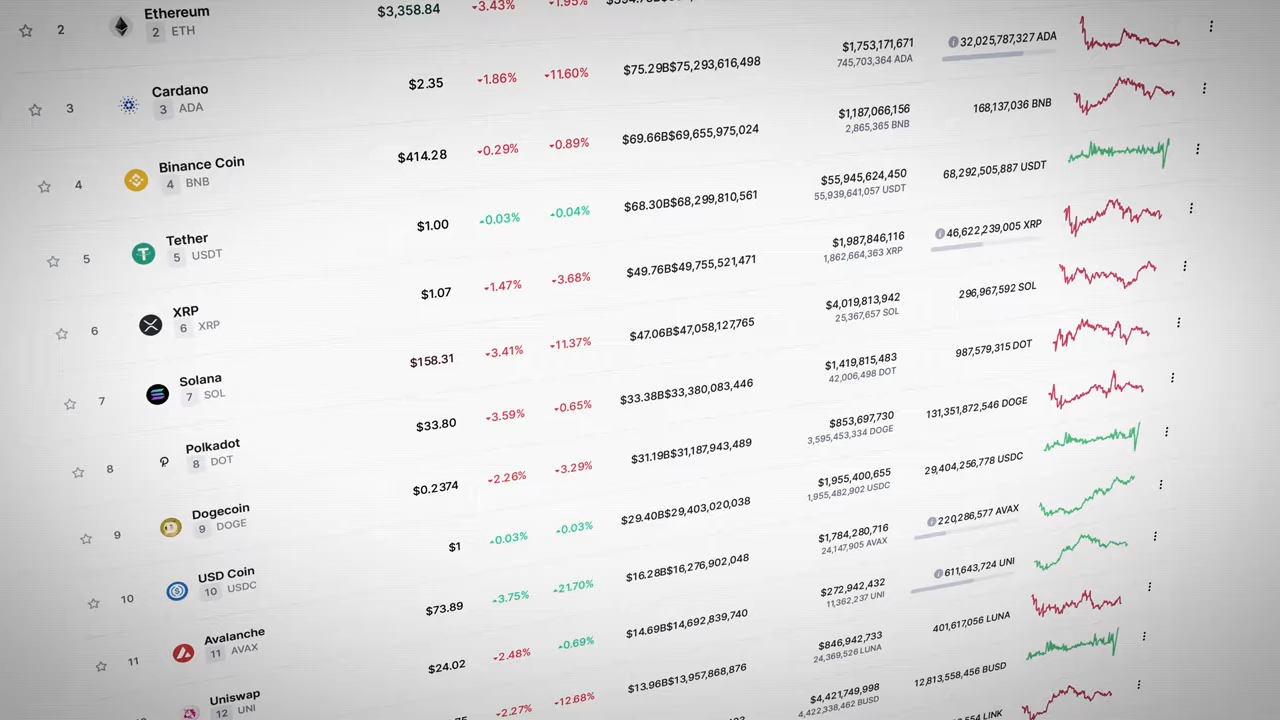 2 Ethereum $3,358.84 ▾3.43% ▾1.95%
2 ETH
3 Cardano $2.35 ▾1.86% ▾11.60% $75.29B$75,293,616,498 $1,753,171,671 32,025,787,327 ADA
3 ADA 745,703,364 ADA
4 Binance Coin $414.28 ▾0.29% ▾0.89% $69.66B$69,655,975,024 $1,187,066,156 168,137,036 BNB
4 BNB 2,865,365 BNB
5 Tether $1.00 ▴0.03% ▴0.04% $68.30B$68,299,810,561 $55,945,624,450 68,292,505,887 USDT
5 USDT 55,939,641,057 USDT
6 XRP $1.07 ▾1.47% ▾3.68% $49.76B$49,755,521,471 $1,987,846,116 46,622,239,005 XRP
6 XRP 1,862,664,363 XRP
7 Solana $158.31 ▾3.41% ▾11.37% $47.06B$47,058,127,765 $4,019,813,942 296,967,592 SOL
7 SOL 25,367,657 SOL
8 Polkadot $33.80 ▾3.59% ▾0.65% $33.38B$33,380,083,446 $1,419,815,483 987,579,315 DOT
8 DOT 42,006,498 DOT
9 Dogecoin $0.2374 ▾2.26% ▾3.29% $31.19B$31,187,943,489 $853,697,730 131,351,872,546 DOGE
9 DOGE 3,595,453,334 DOGE
10 USD Coin $1 ▴0.03% ▴0.03% $29.40B$29,403,020,038 $1,955,400,655 29,404,256,778 USDC
10 USDC 1,955,482,902 USDC
11 Avalanche $73.89 ▴3.75% ▴21.70% $16.28B$16,276,902,048 $1,784,280,716 220,286,577 AVAX
11 AVAX 24,147,905 AVAX
Uniswap $24.02 ▾2.48% ▴0.69% $14.69B$14,692,839,740 $272,942,432 611,643,724 UNI
12 UNI 11,362,237 UNI
▾2.27% ▾12.68% $13.96B$13,957,868,876 $846,942,733 401,617,056 LUNA
24,369,526 LUNA
$4,421,749,998 12,813,558,456 BUSD
4,422,338,462 BUSD
LINK